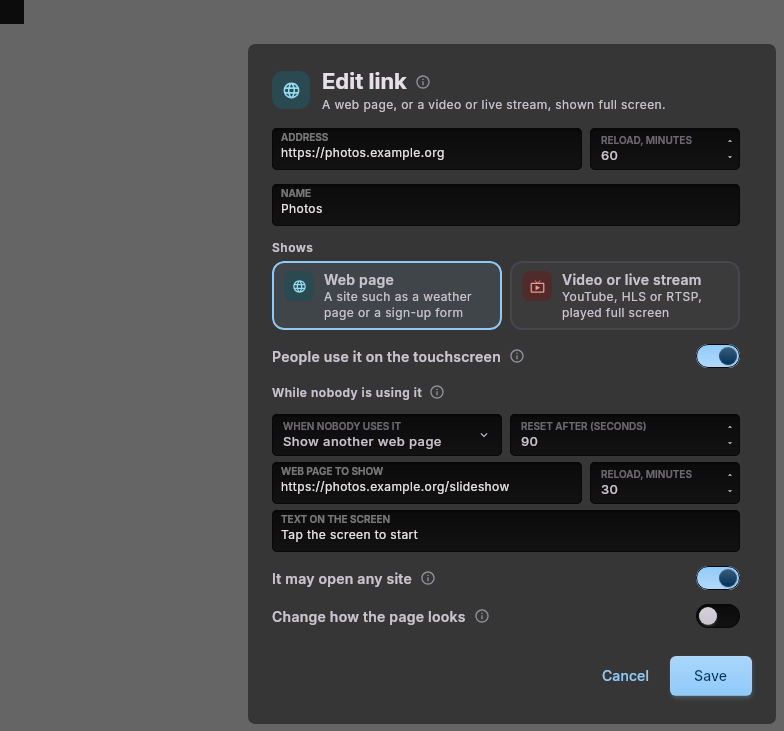 Edit link
A web page, or a video or live stream, shown full screen.
ADDRESS
https://photos.example.org
RELOAD, MINUTES
60
NAME
Photos
Shows
Web page
A site such as a weather
page or a sign-up form
Video or live stream
YouTube, HLS or RTSP,
played full screen
People use it on the touchscreen
While nobody is using it
WHEN NOBODY USES IT
Show another web page
RESET AFTER (SECONDS)
90
WEB PAGE TO SHOW
https://photos.example.org/slideshow
RELOAD, MINUTES
30
TEXT ON THE SCREEN
Tap the screen to start
It may open any site
Change how the page looks
Cancel
Save